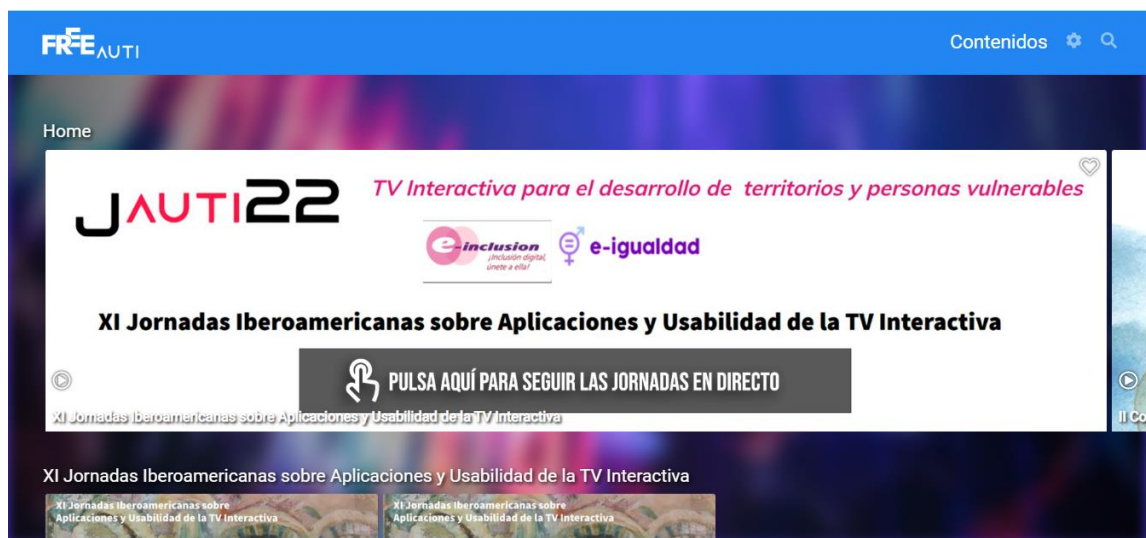 FREE AUTI
Contenidos
Home
JAUTI22
TV Interactiva para el desarrollo de territorios y personas vulnerables
e-inclusion
¡Inclusión digital,
únete a ella!
e-igualdad
XI Jornadas Iberoamericanas sobre Aplicaciones y Usabilidad de la TV Interactiva
PULSA AQUÍ PARA SEGUIR LAS JORNADAS EN DIRECTO
XI Jornadas Iberoamericanas sobre Aplicaciones y Usabilidad de la TV Interactiva
II Co
XI Jornadas Iberoamericanas sobre Aplicaciones y Usabilidad de la TV Interactiva
XI Jornadas Iberoamericanas sobre
Aplicaciones y Usabilidad de la TV Interactiva
XI Jornadas Iberoamericanas sobre
Aplicaciones y Usabilidad de la TV Interactiva